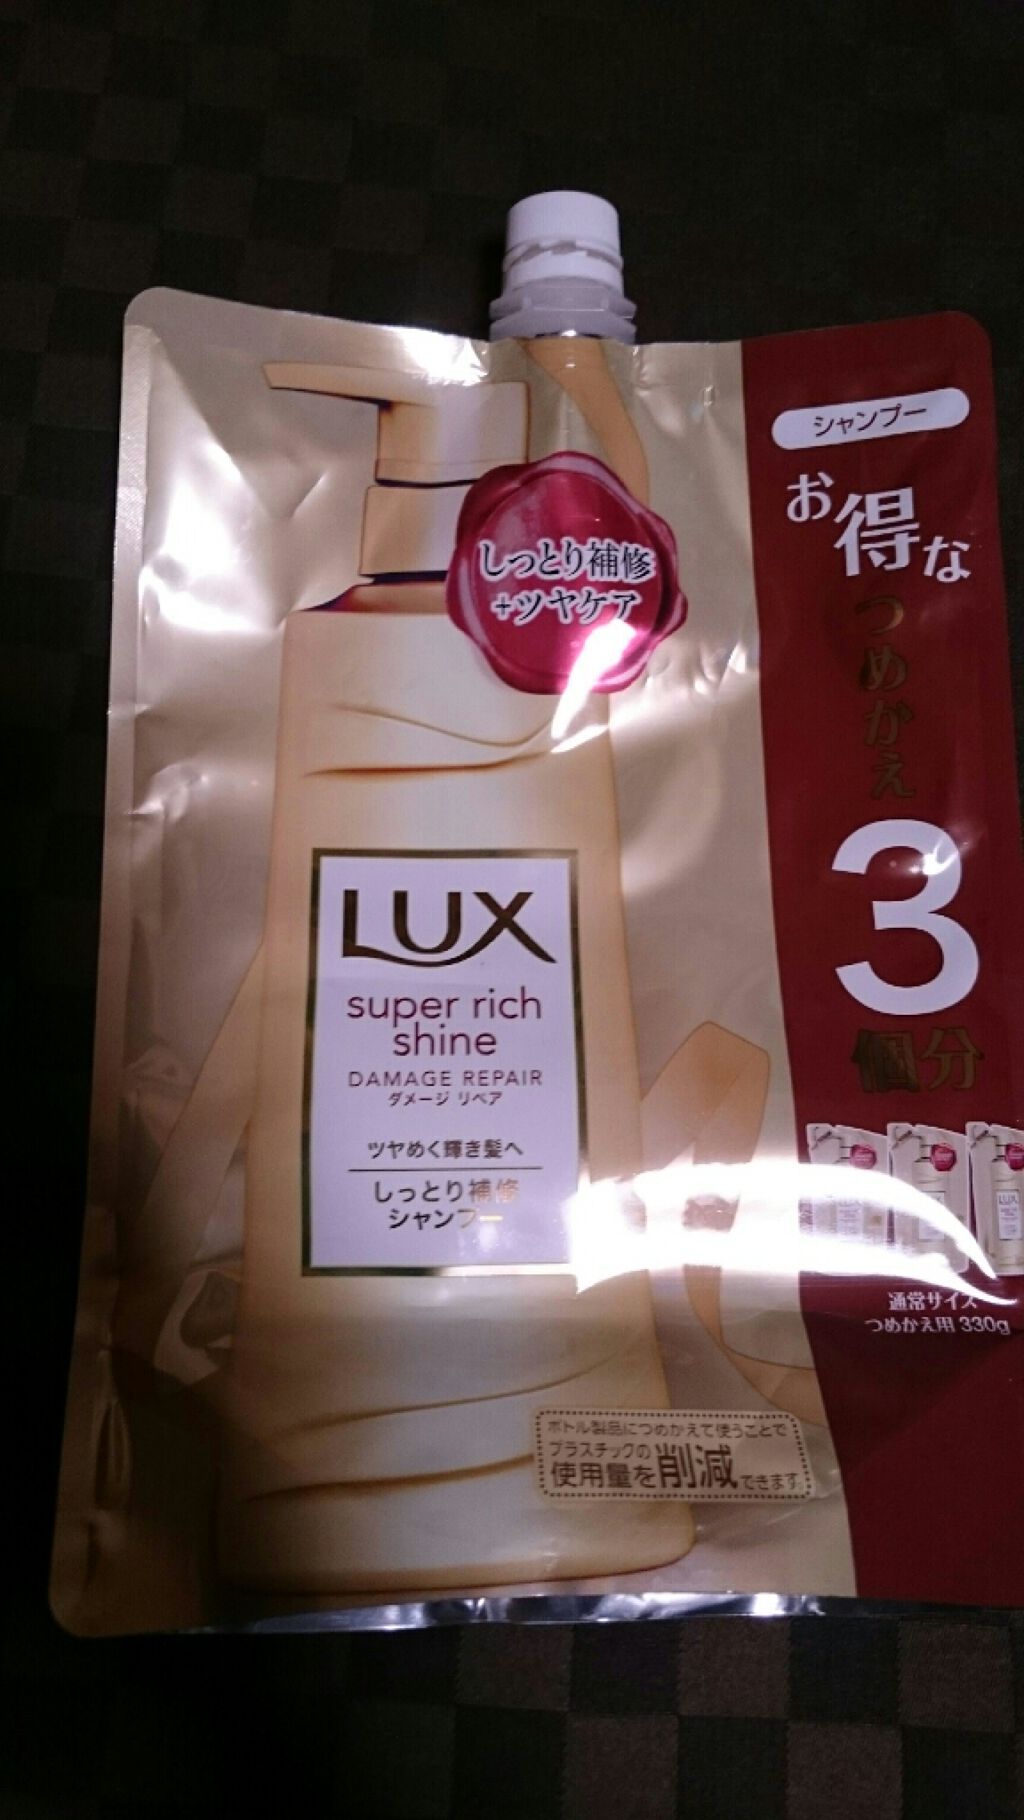 シャンプー
お得な
つめかえ
3
個分
通常サイズ
つめかえ用 330g
しっとり補修
+ツヤケア
LUX
super rich
shine
DAMAGE REPAIR
ダメージ リペア
ツヤめく輝き髪へ
しっとり補修
シャンプー
ボトル製品につめかえて使うことで
プラスチックの
使用量を削減できます。